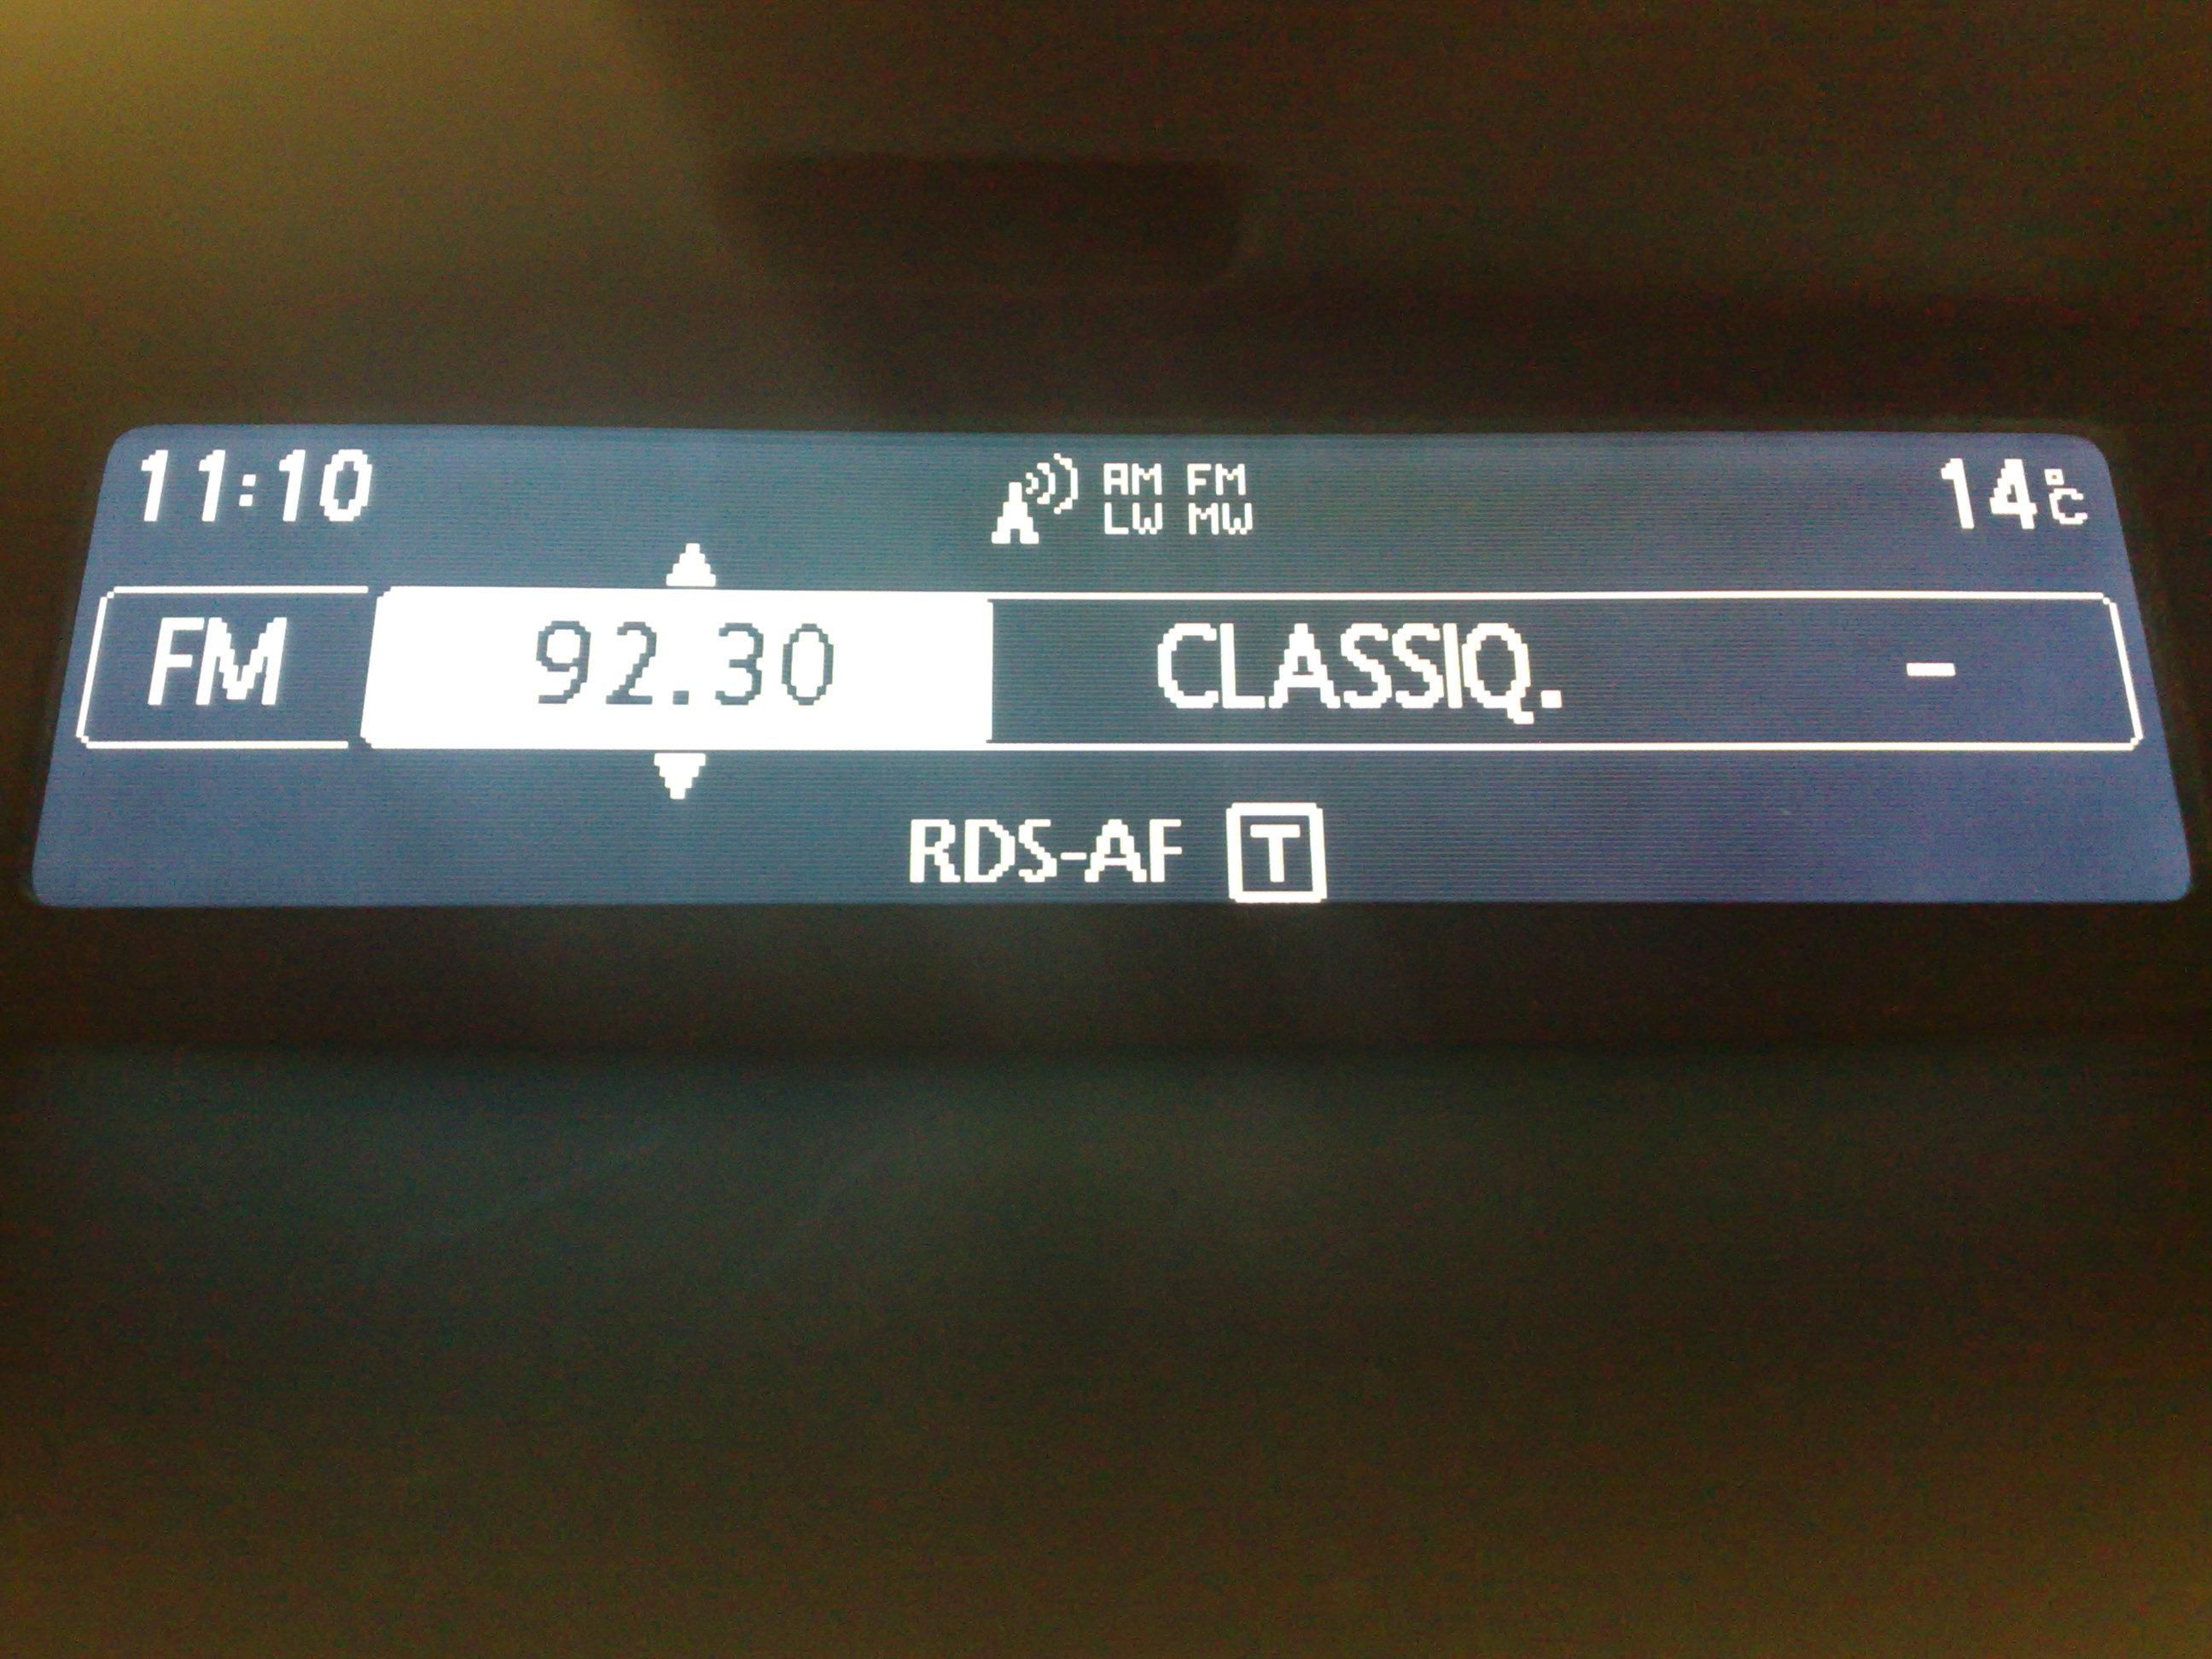 11:10 AM FM 14°C
LW MW
FM 92.30 CLASSIQ. -
RDS-AF T